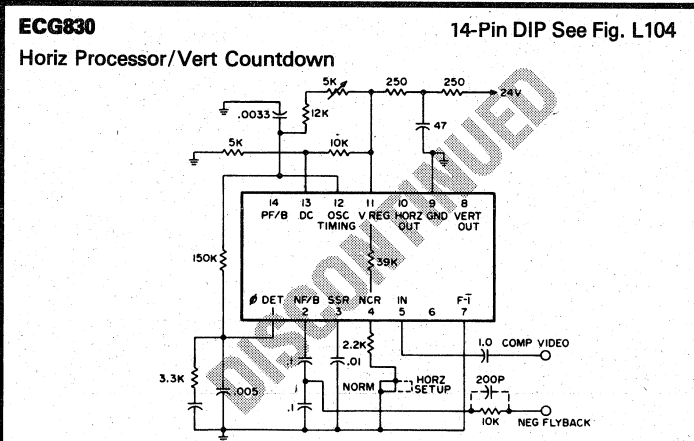 ECG830
14-Pin DIP See Fig. L104
Horiz Processor/Vert Countdown
5K
250
250
24V
.0033
12K
47
5K
10K
14
13
12
11
10
9
8
PF/B
DC
OSC
TIMING
V REG
HORZ
OUT
GND
VERT
OUT
150K
39K
DISCONTINUED
Ø DET
NF/B
SSR
NCR
IN
F-1
1
2
3
4
5
6
7
2.2K
1.0
COMP VIDEO
.1
.01
3.3K
.005
NORM
HORZ
SETUP
200P
.1
10K
NEG FLYBACK